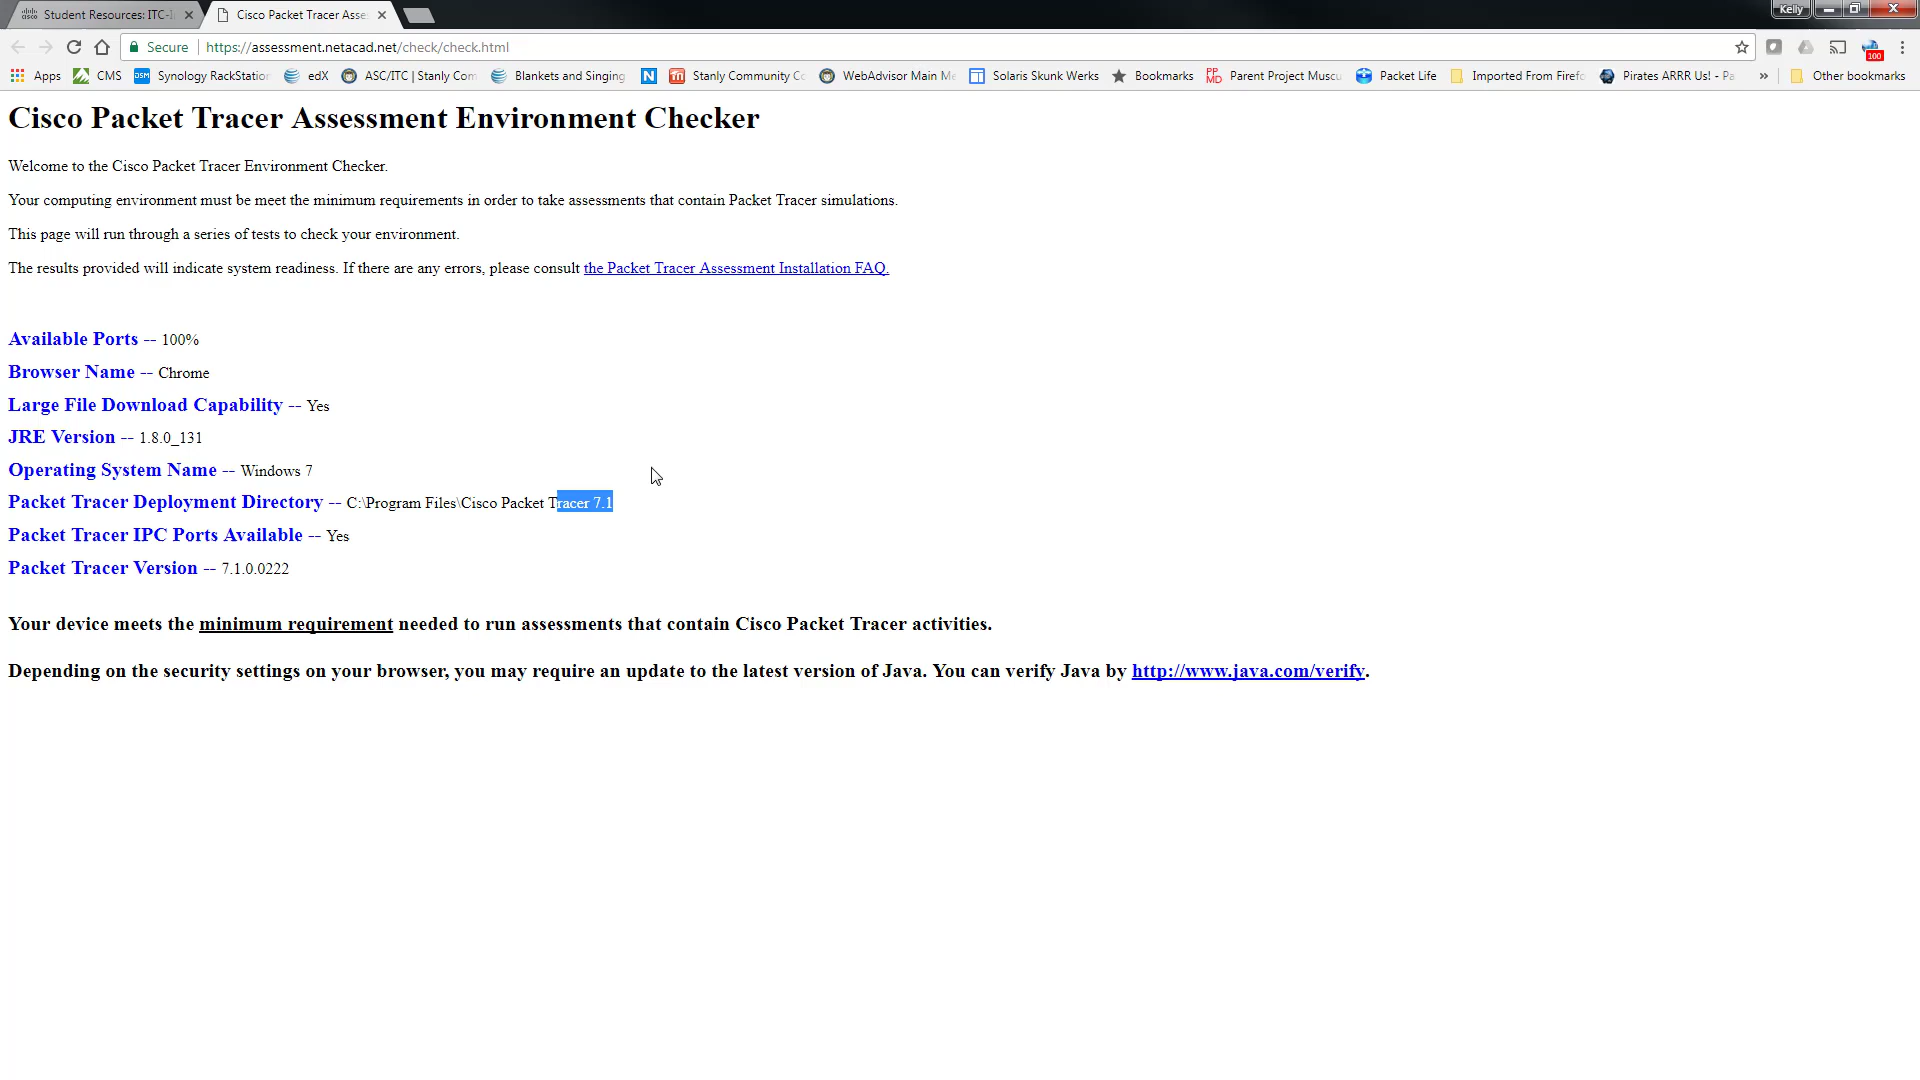 Student Resources: ITC-I
Cisco Packet Tracer Asse
Kelly
Secure
https://assessment.netacad.net/check/check.html
100
Apps CMS Synology RackStation edX ASC/ITC | Stanly Com Blankets and Singing N Stanly Community Co WebAdvisor Main Me Solaris Skunk Werks Bookmarks Parent Project Muscu Packet Life Imported From Firefo Pirates ARRR Us! - Pa » Other bookmarks
Cisco Packet Tracer Assessment Environment Checker
Welcome to the Cisco Packet Tracer Environment Checker.
Your computing environment must be meet the minimum requirements in order to take assessments that contain Packet Tracer simulations.
This page will run through a series of tests to check your environment.
The results provided will indicate system readiness. If there are any errors, please consult the Packet Tracer Assessment Installation FAQ.
Available Ports -- 100%
Browser Name -- Chrome
Large File Download Capability -- Yes
JRE Version -- 1.8.0_131
Operating System Name -- Windows 7
Packet Tracer Deployment Directory -- C:\Program Files\Cisco Packet Tracer 7.1
Packet Tracer IPC Ports Available -- Yes
Packet Tracer Version -- 7.1.0.0222
Your device meets the minimum requirement needed to run assessments that contain Cisco Packet Tracer activities.
Depending on the security settings on your browser, you may require an update to the latest version of Java. You can verify Java by http://www.java.com/verify.